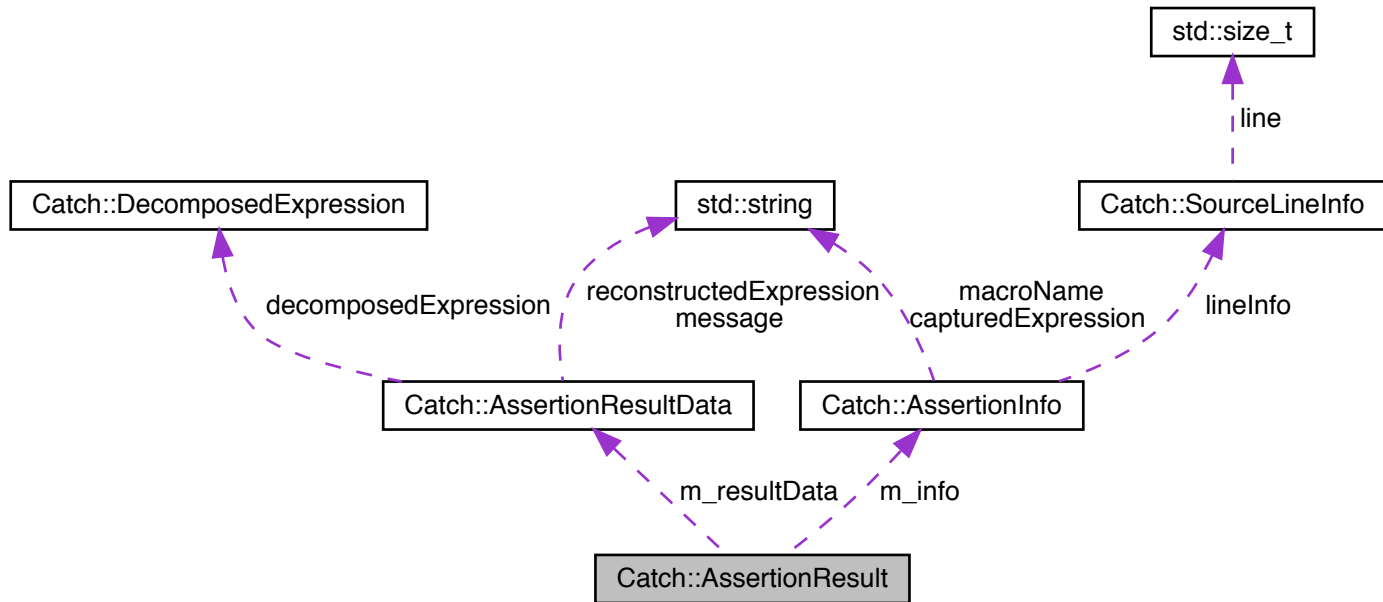 std::size_t
line
Catch::DecomposedExpression
std::string
Catch::SourceLineInfo
decomposedExpression
reconstructedExpression
message
macroName
capturedExpression
lineInfo
Catch::AssertionResultData
Catch::AssertionInfo
m_resultData
m_info
Catch::AssertionResult